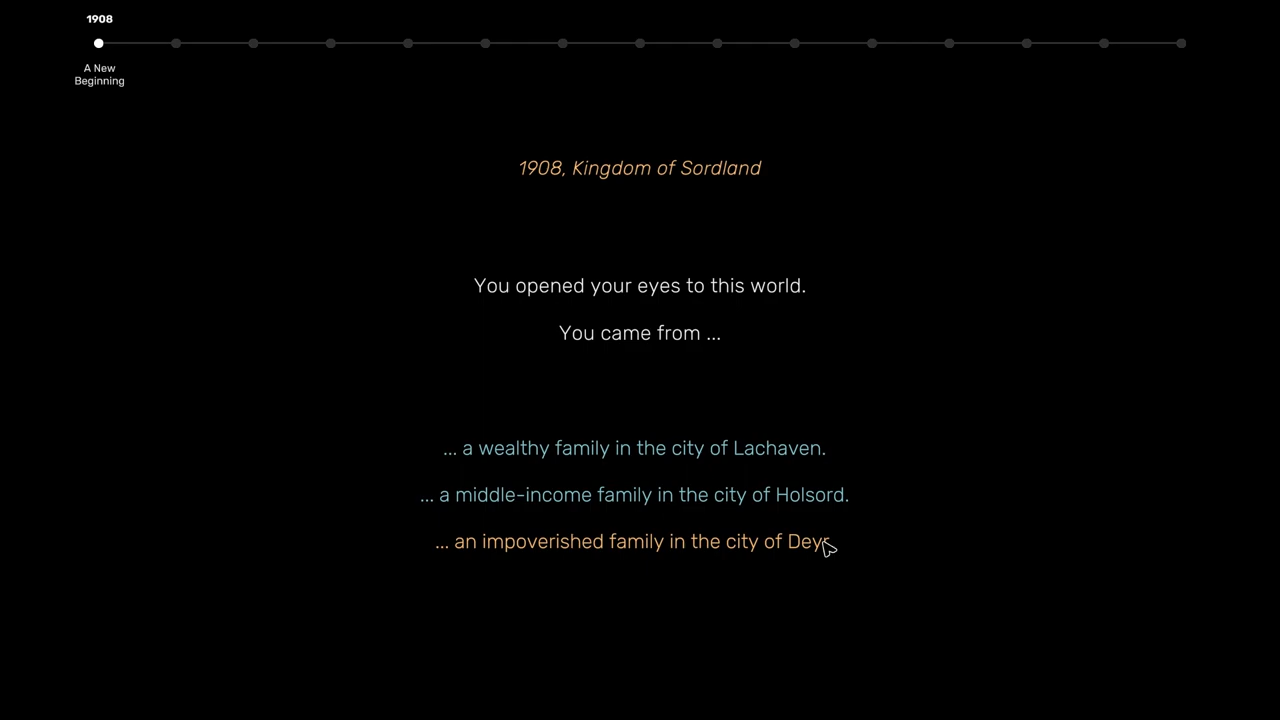 1908
A New
Beginning
1908, Kingdom of Sordland
You opened your eyes to this world.
You came from ...
... a wealthy family in the city of Lachaven.
... a middle-income family in the city of Holsord.
... an impoverished family in the city of Deyr